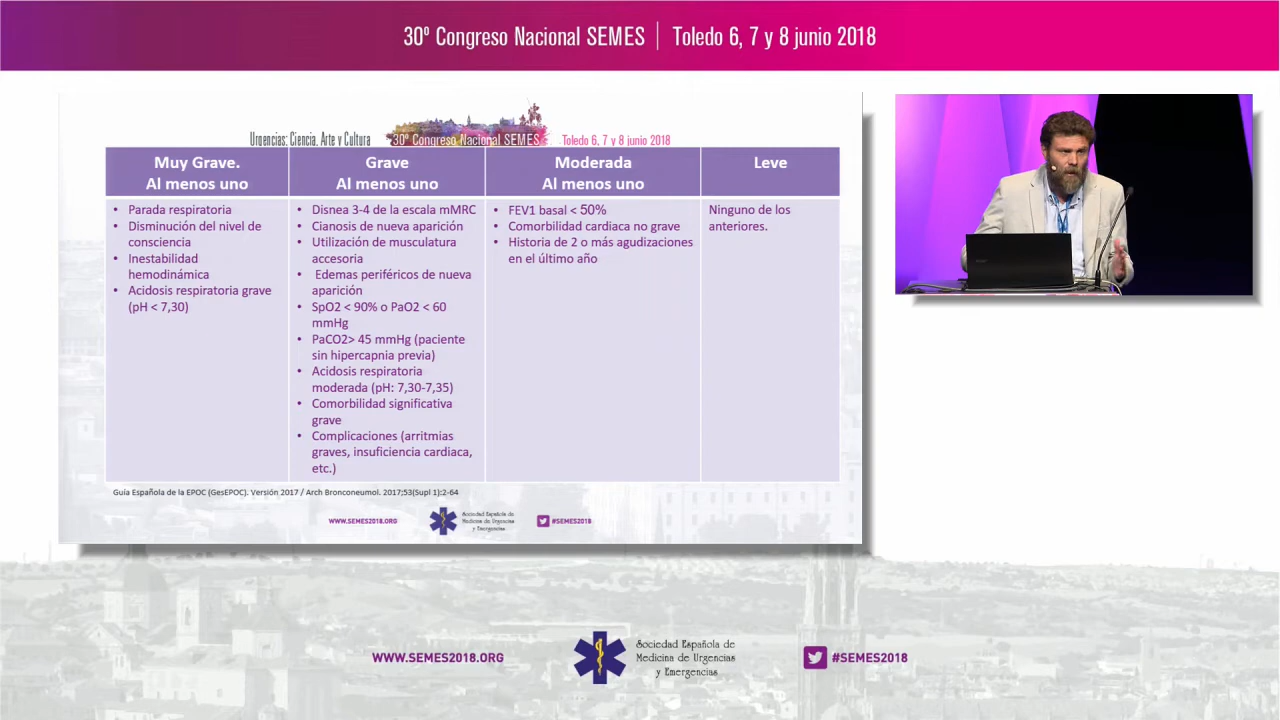 30º Congreso Nacional SEMES | Toledo 6, 7 y 8 junio 2018
Urgencias: Ciencia, Arte y Cultura
30º Congreso Nacional SEMES
Toledo 6, 7 y 8 junio 2018
Muy Grave.
Al menos uno
Grave
Al menos uno
Moderada
Al menos uno
Leve
• Parada respiratoria
• Disminución del nivel de
consciencia
• Inestabilidad
hemodinámica
• Acidosis respiratoria grave
(pH < 7,30)
• Disnea 3-4 de la escala mMRC
• Cianosis de nueva aparición
• Utilización de musculatura
accesoria
• Edemas periféricos de nueva
aparición
• SpO2 < 90% o PaO2 < 60
mmHg
• PaCO2> 45 mmHg (paciente
sin hipercapnia previa)
• Acidosis respiratoria
moderada (pH: 7,30-7,35)
• Comorbilidad significativa
grave
• Complicaciones (arritmias
graves, insuficiencia cardiaca,
etc.)
• FEV1 basal < 50%
• Comorbilidad cardiaca no grave
• Historia de 2 o más agudizaciones
en el último año
Ninguno de los
anteriores.
Guía Española de la EPOC (GesEPOC). Versión 2017 / Arch Bronconeumol. 2017;53(Supl 1):2-64
WWW.SEMES2018.ORG
Sociedad Española de
Medicina de Urgencias
y Emergencias
#SEMES2018
WWW.SEMES2018.ORG
Sociedad Española de
Medicina de Urgencias
y Emergencias
#SEMES2018